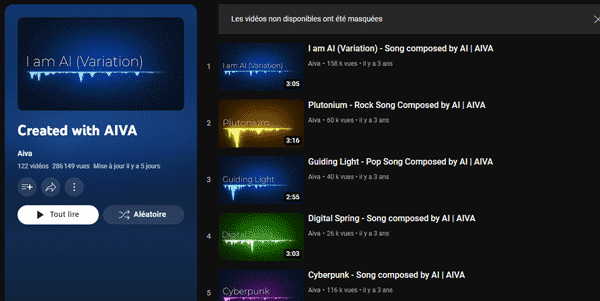 I am AI (Variation)
Created with AIVA
Aiva
122 vidéos 286 149 vues Mise à jour il y a 5 jours
Tout lire
Aléatoire
Les vidéos non disponibles ont été masquées
1
I am AI (Variation)
3:05
I am AI (Variation) - Song composed by AI | AIVA
Aiva • 158 k vues • il y a 3 ans
2
Plutonium
3:16
Plutonium - Rock Song Composed by AI | AIVA
Aiva • 60 k vues • il y a 3 ans
3
Guiding Light
2:55
Guiding Light - Pop Song Composed by AI | AIVA
Aiva • 40 k vues • il y a 3 ans
4
Digital Spring
3:03
Digital Spring - Song composed by AI | AIVA
Aiva • 26 k vues • il y a 3 ans
5
Cyberpunk
Cyberpunk - Song composed by AI | AIVA
Aiva • 116 k vues • il y a 3 ans